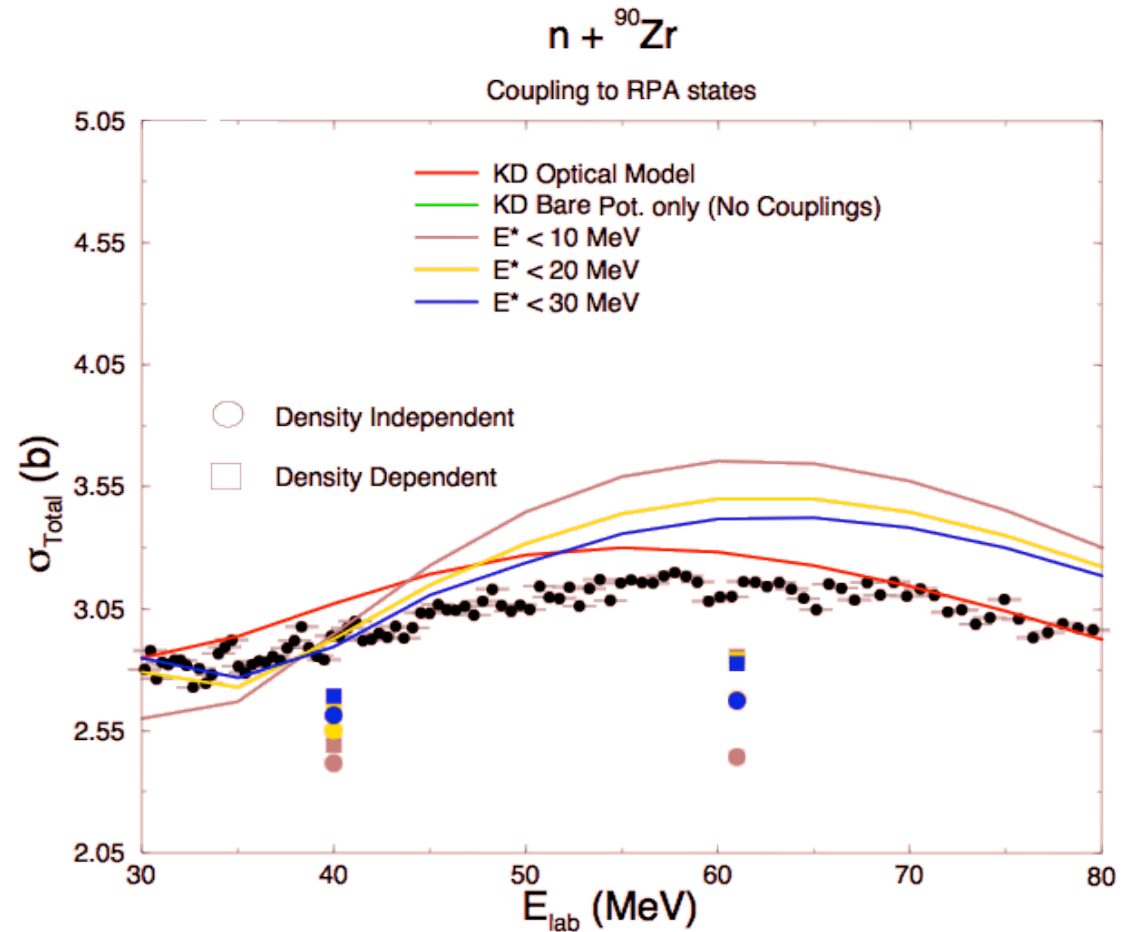 n + ⁹⁰Zr
Coupling to RPA states
5.05
4.55
4.05
3.55
3.05
2.55
2.05
σTotal (b)
KD Optical Model
KD Bare Pot. only (No Couplings)
E* < 10 MeV
E* < 20 MeV
E* < 30 MeV
Density Independent
Density Dependent
30 40 50 60 70 80
Elab (MeV)